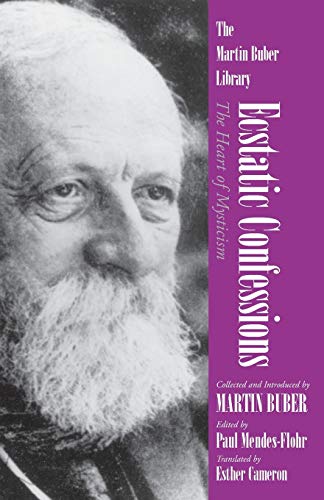 The
Martin Buber
Library
Ecstatic Confessions
The Heart of Mysticism
Collected and Introduced by
MARTIN BUBER
Edited by
Paul Mendes-Flohr
Translated by
Esther Cameron